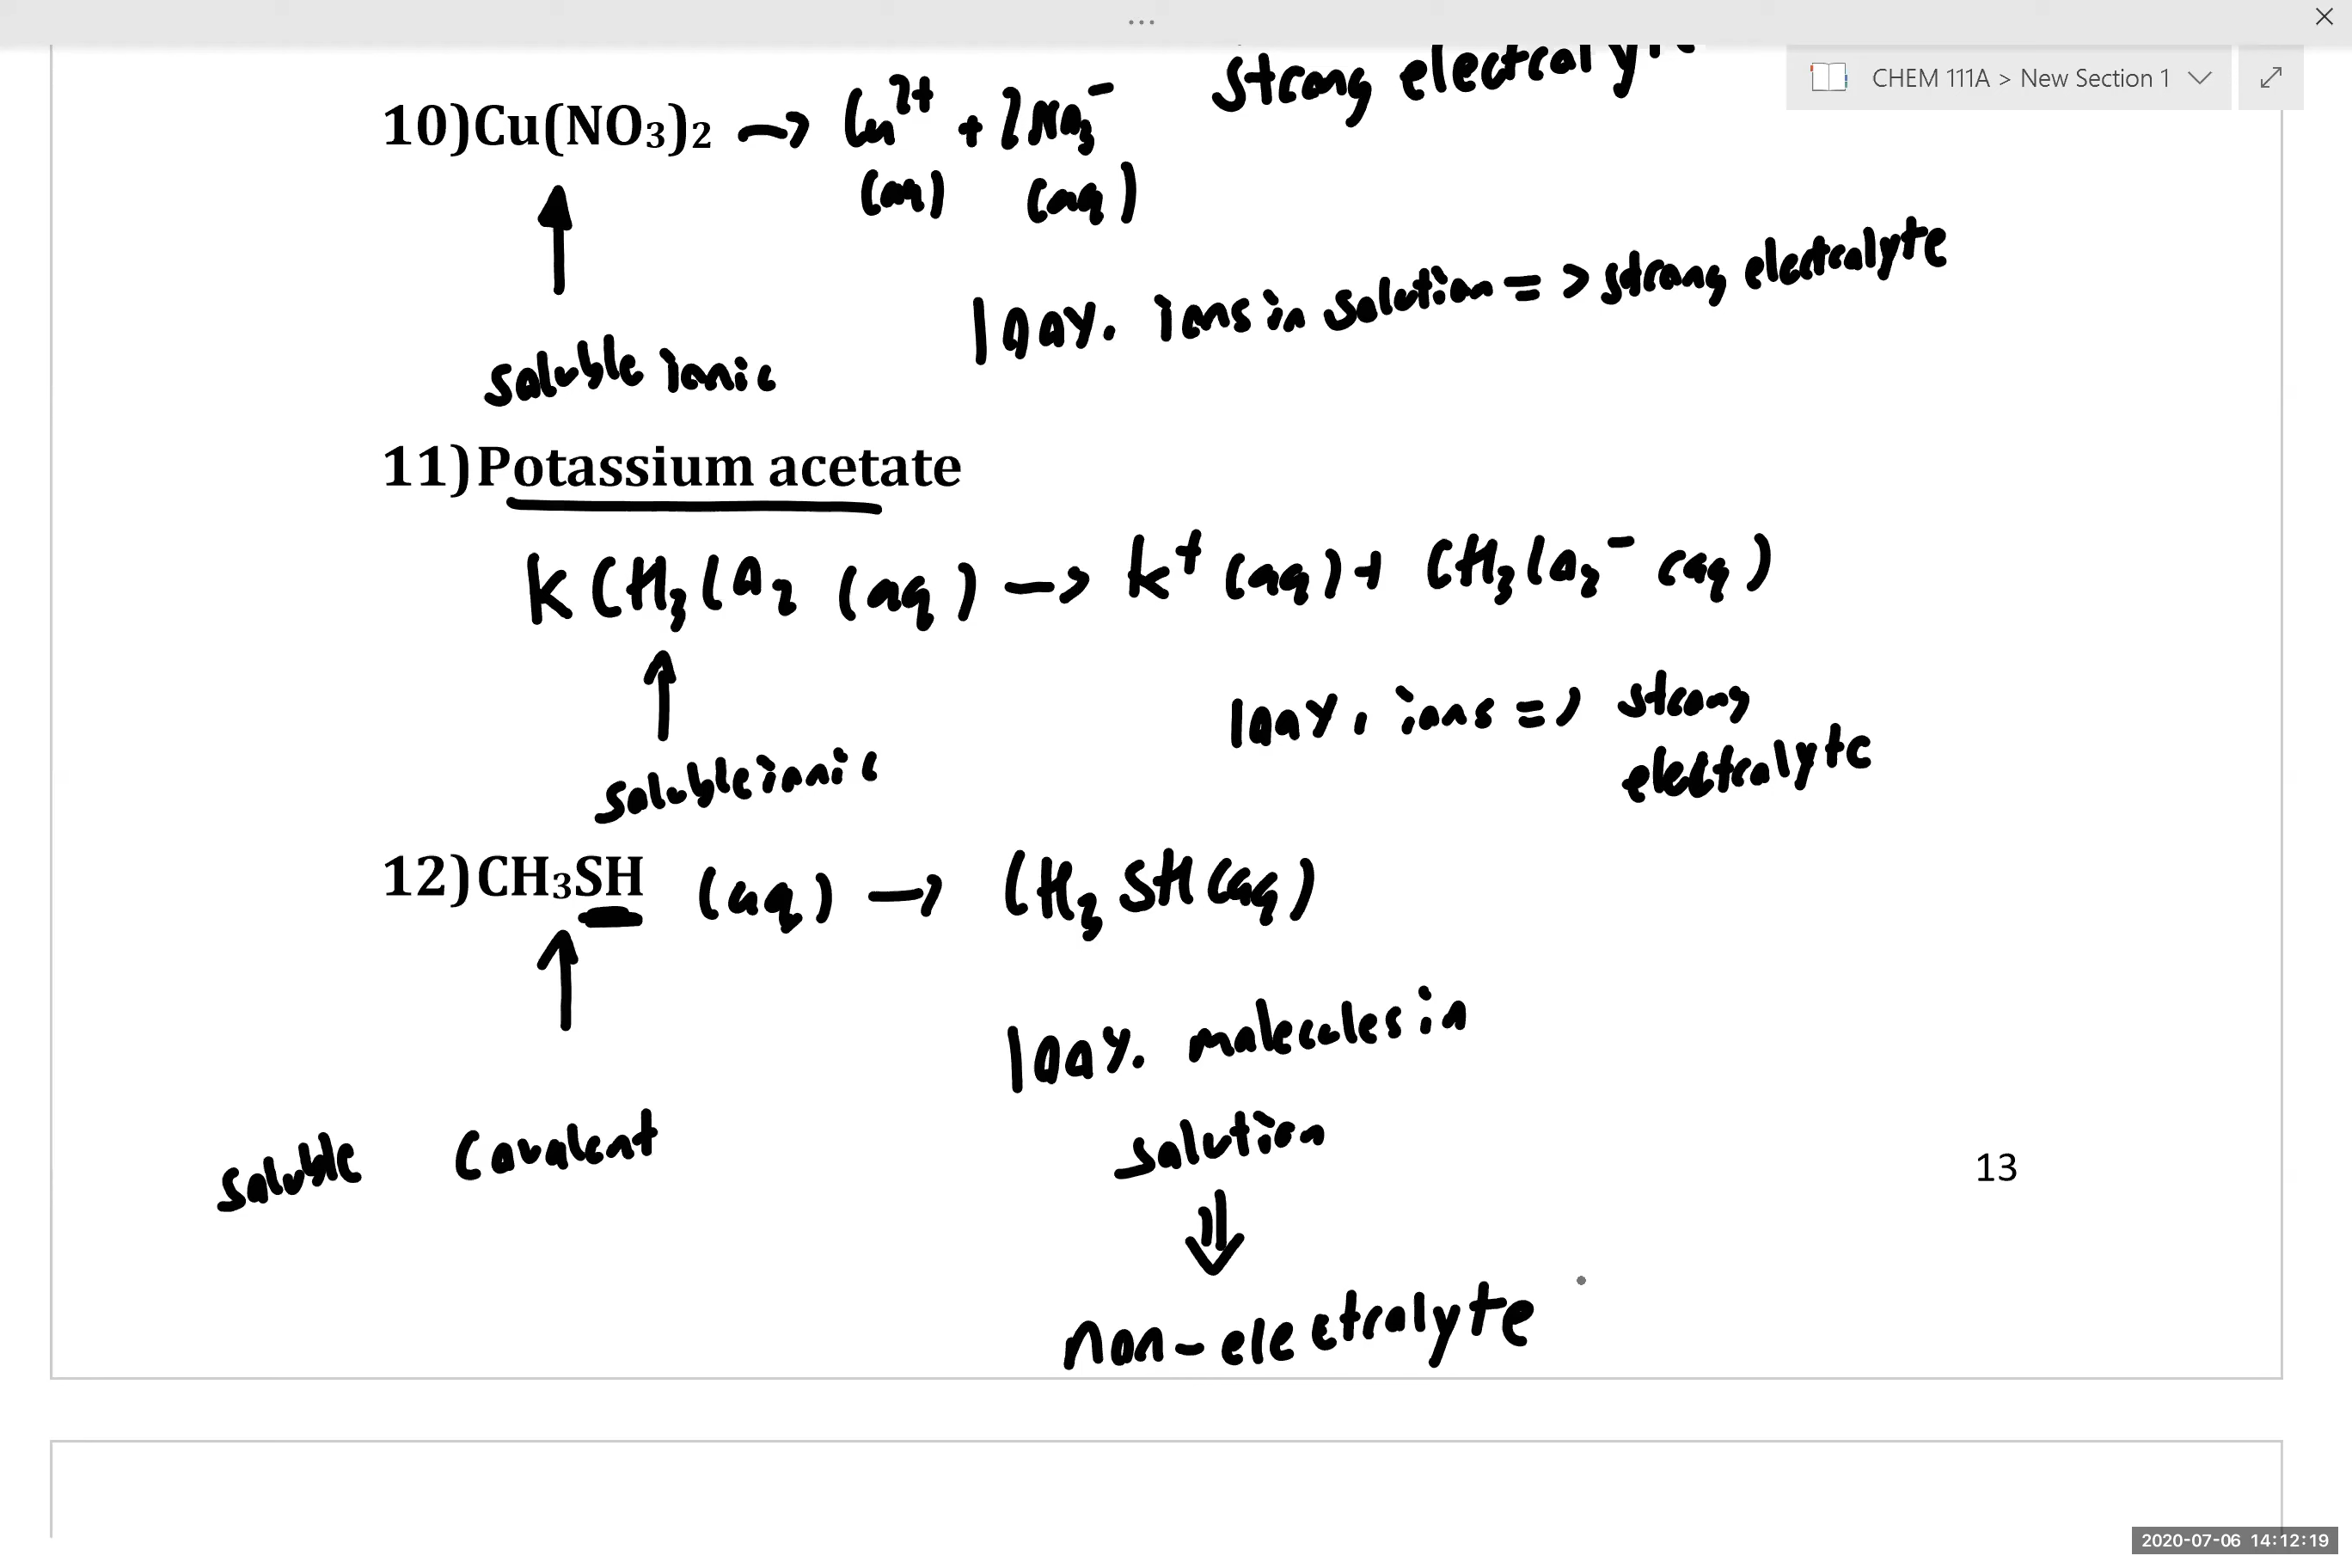 strong electrolyte
CHEM 111A > New Section 1
10)Cu(NO₃)₂ → Cu²⁺ + 2NO₃⁻
(aq) (aq)
100% ions in solution => strong electrolyte
soluble ionic
11)Potassium acetate
KCH₃CO₂ (aq) → K⁺ (aq) + CH₃CO₂⁻ (aq)
100% ions => strong
electrolyte
soluble ionic
12)CH₃SH (aq) → CH₃SH(aq)
100% molecules in
soluble covalent
solution
13
⇓
non-electrolyte
2020-07-06 14:12:19